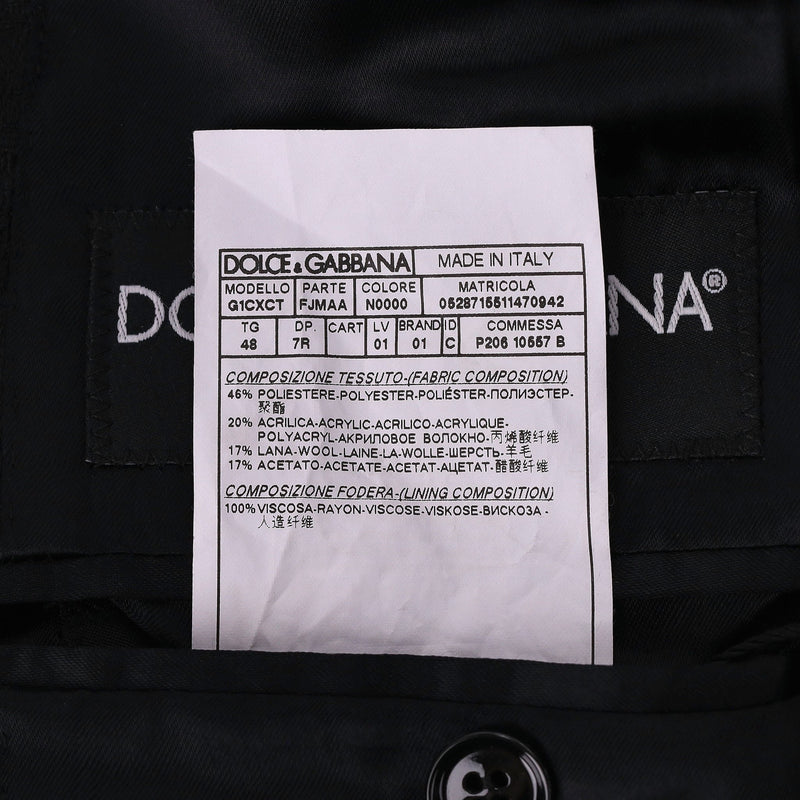 DOLCE & GABBANA MADE IN ITALY
MODELLO PARTE COLORE MATRICOLA
G1CXCT FJMAA N0000 0528715511470942
TG DP. CART LV BRAND ID COMMESSA
48 7R 01 01 C P206 10557 B
COMPOSIZIONE TESSUTO-(FABRIC COMPOSITION)
46% POLIESTERE-POLYESTER-POLIÉSTER-ПОЛИЭСТЕР-
聚酯
20% ACRILICA-ACRYLIC-ACRILICO-ACRYLIQUE-
POLYACRYL-АКРИЛОВОЕ ВОЛОКНО-丙烯酸纤维
17% LANA-WOOL-LAINE-LA-WOLLE-ШЕРСТЬ-羊毛
17% ACETATO-ACETATE-ACETAT-АЦЕТАТ-醋酸纤维
COMPOSIZIONE FODERA-(LINING COMPOSITION)
100% VISCOSA-RAYON-VISCOSE-VISKOSE-ВИСКОЗА -
人造纤维
DO NA®